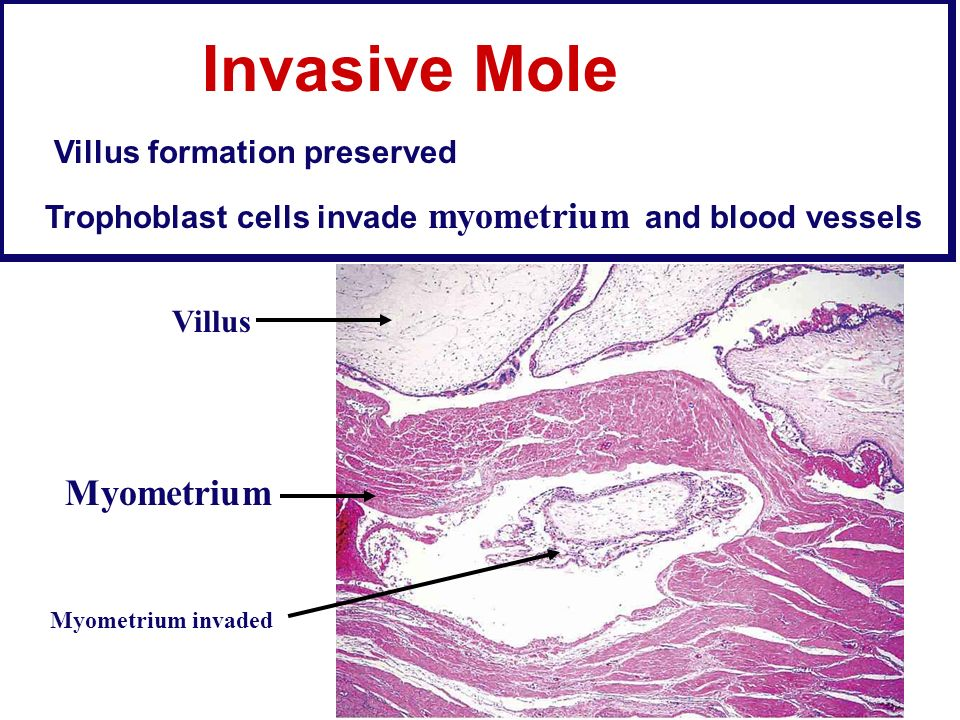 Invasive Mole
Villus formation preserved
Trophoblast cells invade myometrium and blood vessels
Villus
Myometrium
Myometrium invaded